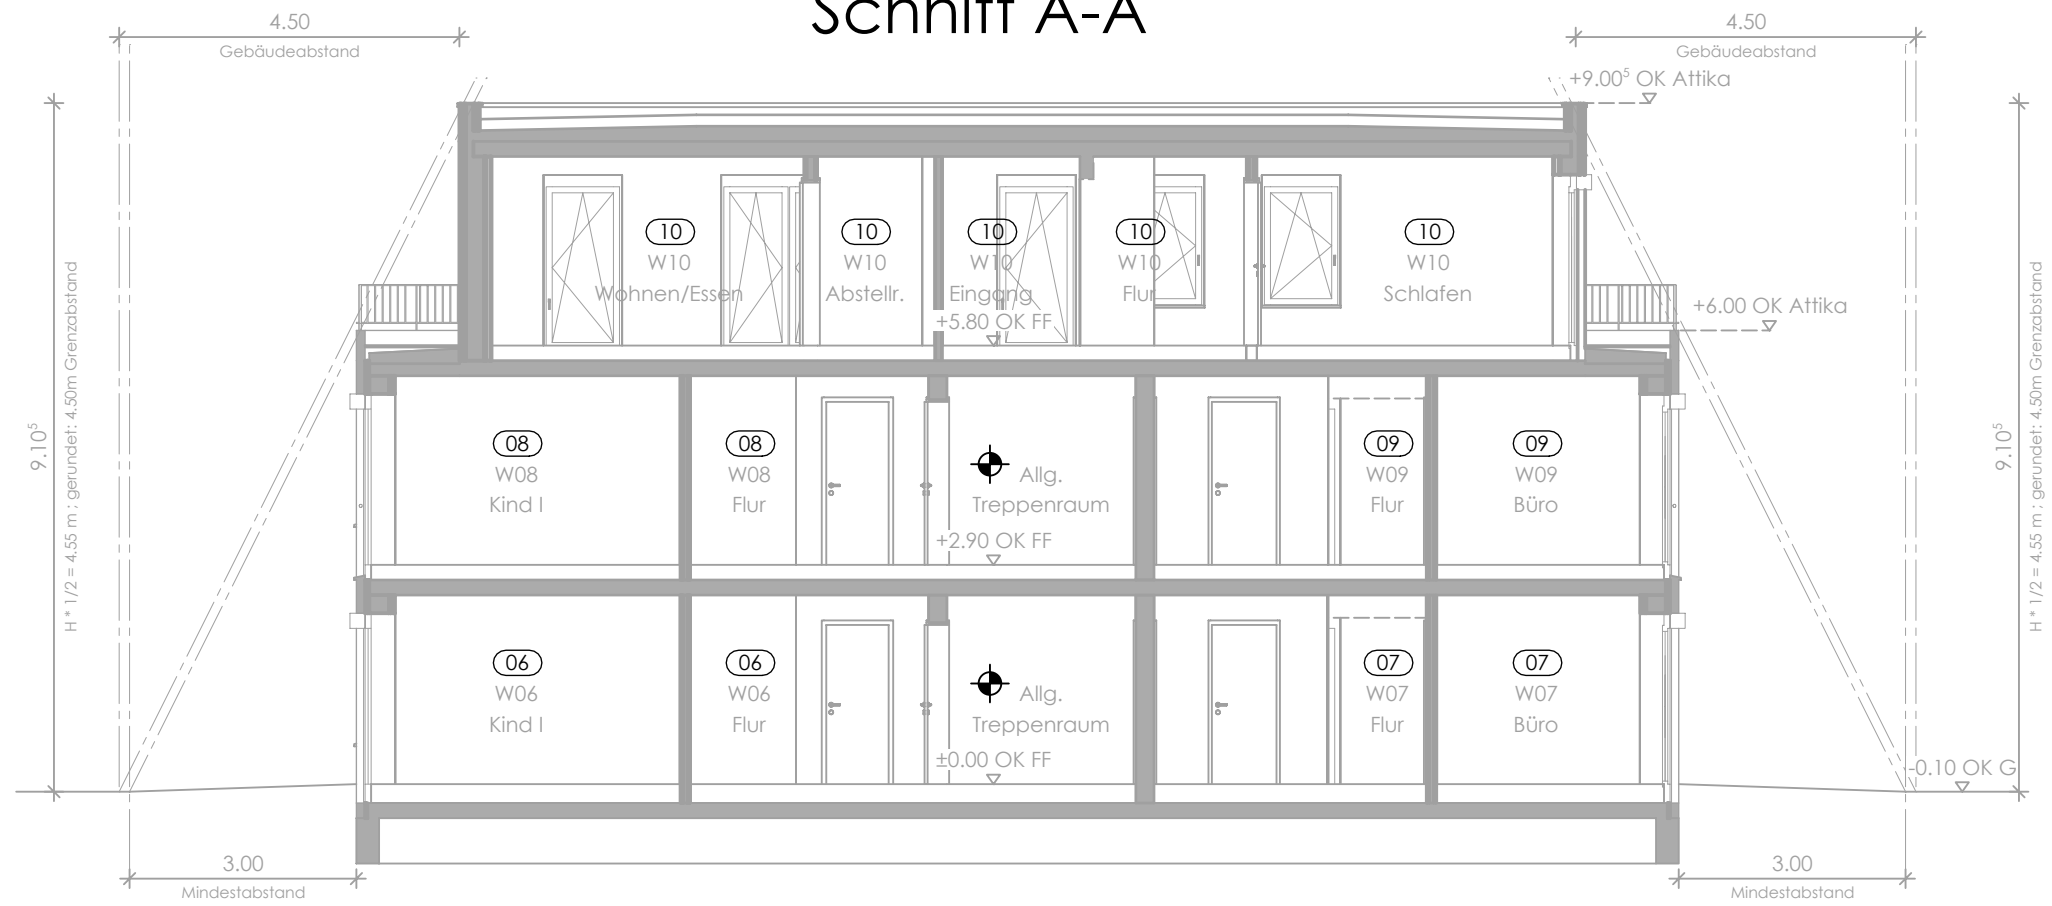 Schnitt A-A
4.50
Gebäudeabstand
4.50
Gebäudeabstand
+9.00⁵ OK Attika
10
W10
Wohnen/Essen
10
W10
Abstellr.
10
W10
Eingang
10
W10
Flur
10
W10
Schlafen
+5.80 OK FF
+6.00 OK Attika
9.10⁵
H * 1/2 = 4.55 m ; gerundet: 4.50m Grenzabstand
9.10⁵
H * 1/2 = 4.55 m ; gerundet: 4.50m Grenzabstand
08
W08
Kind I
08
W08
Flur
Allg.
Treppenraum
09
W09
Flur
09
W09
Büro
+2.90 OK FF
06
W06
Kind I
06
W06
Flur
Allg.
Treppenraum
07
W07
Flur
07
W07
Büro
±0.00 OK FF
-0.10 OK G
3.00
Mindestabstand
3.00
Mindestabstand